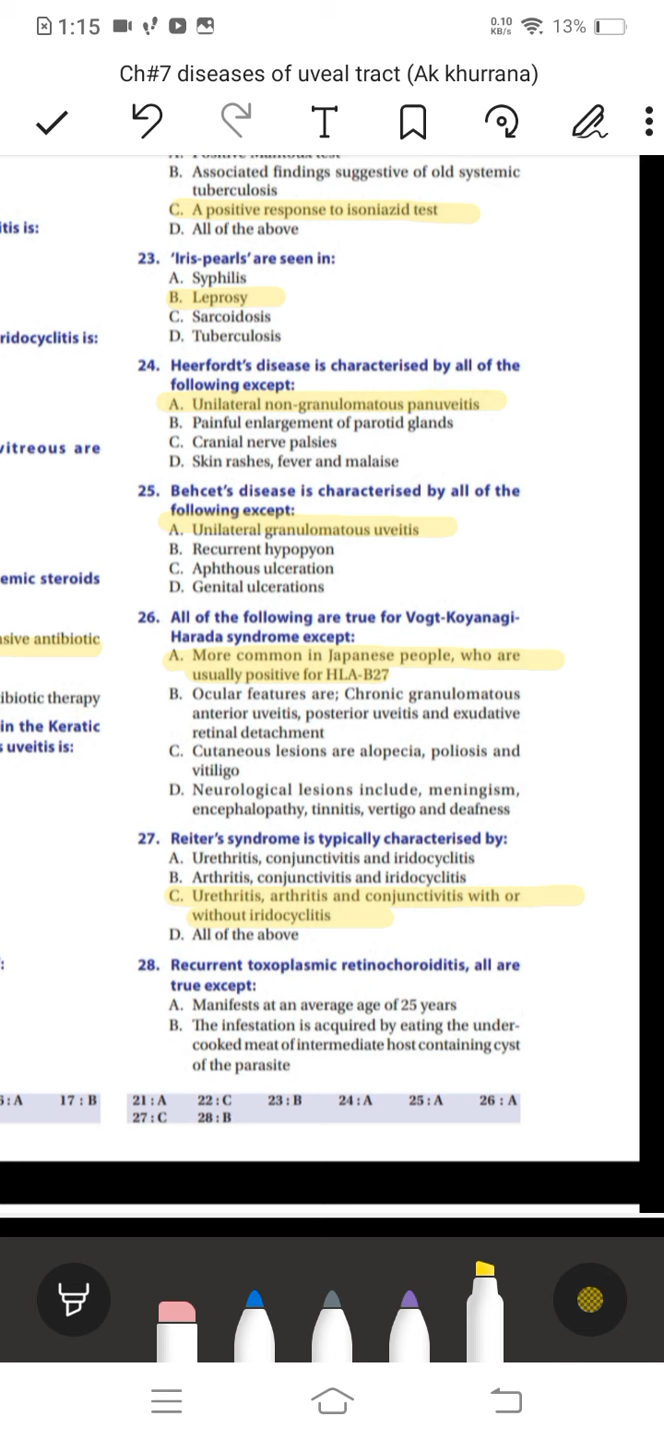 1:15
0.10
KB/s
13%
Ch#7 diseases of uveal tract (Ak khurrana)
T
itis is:
ridocyclitis is:
vitreous are
emic steroids
sive antibiotic
ibiotic therapy
in the Keratic
uveitis is:
:
5 : A 17 : B
B. Associated findings suggestive of old systemic
tuberculosis
C. A positive response to isoniazid test
D. All of the above
23. ‘Iris-pearls’ are seen in:
A. Syphilis
B. Leprosy
C. Sarcoidosis
D. Tuberculosis
24. Heerfordt’s disease is characterised by all of the
following except:
A. Unilateral non-granulomatous panuveitis
B. Painful enlargement of parotid glands
C. Cranial nerve palsies
D. Skin rashes, fever and malaise
25. Behcet’s disease is characterised by all of the
following except:
A. Unilateral granulomatous uveitis
B. Recurrent hypopyon
C. Aphthous ulceration
D. Genital ulcerations
26. All of the following are true for Vogt-Koyanagi-
Harada syndrome except:
A. More common in Japanese people, who are
usually positive for HLA-B27
B. Ocular features are; Chronic granulomatous
anterior uveitis, posterior uveitis and exudative
retinal detachment
C. Cutaneous lesions are alopecia, poliosis and
vitiligo
D. Neurological lesions include, meningism,
encephalopathy, tinnitis, vertigo and deafness
27. Reiter’s syndrome is typically characterised by:
A. Urethritis, conjunctivitis and iridocyclitis
B. Arthritis, conjunctivitis and iridocyclitis
C. Urethritis, arthritis and conjunctivitis with or
without iridocyclitis
D. All of the above
28. Recurrent toxoplasmic retinochoroiditis, all are
true except:
A. Manifests at an average age of 25 years
B. The infestation is acquired by eating the under-
cooked meat of intermediate host containing cyst
of the parasite
21 : A 22 : C 23 : B 24 : A 25 : A 26 : A
27 : C 28 : B